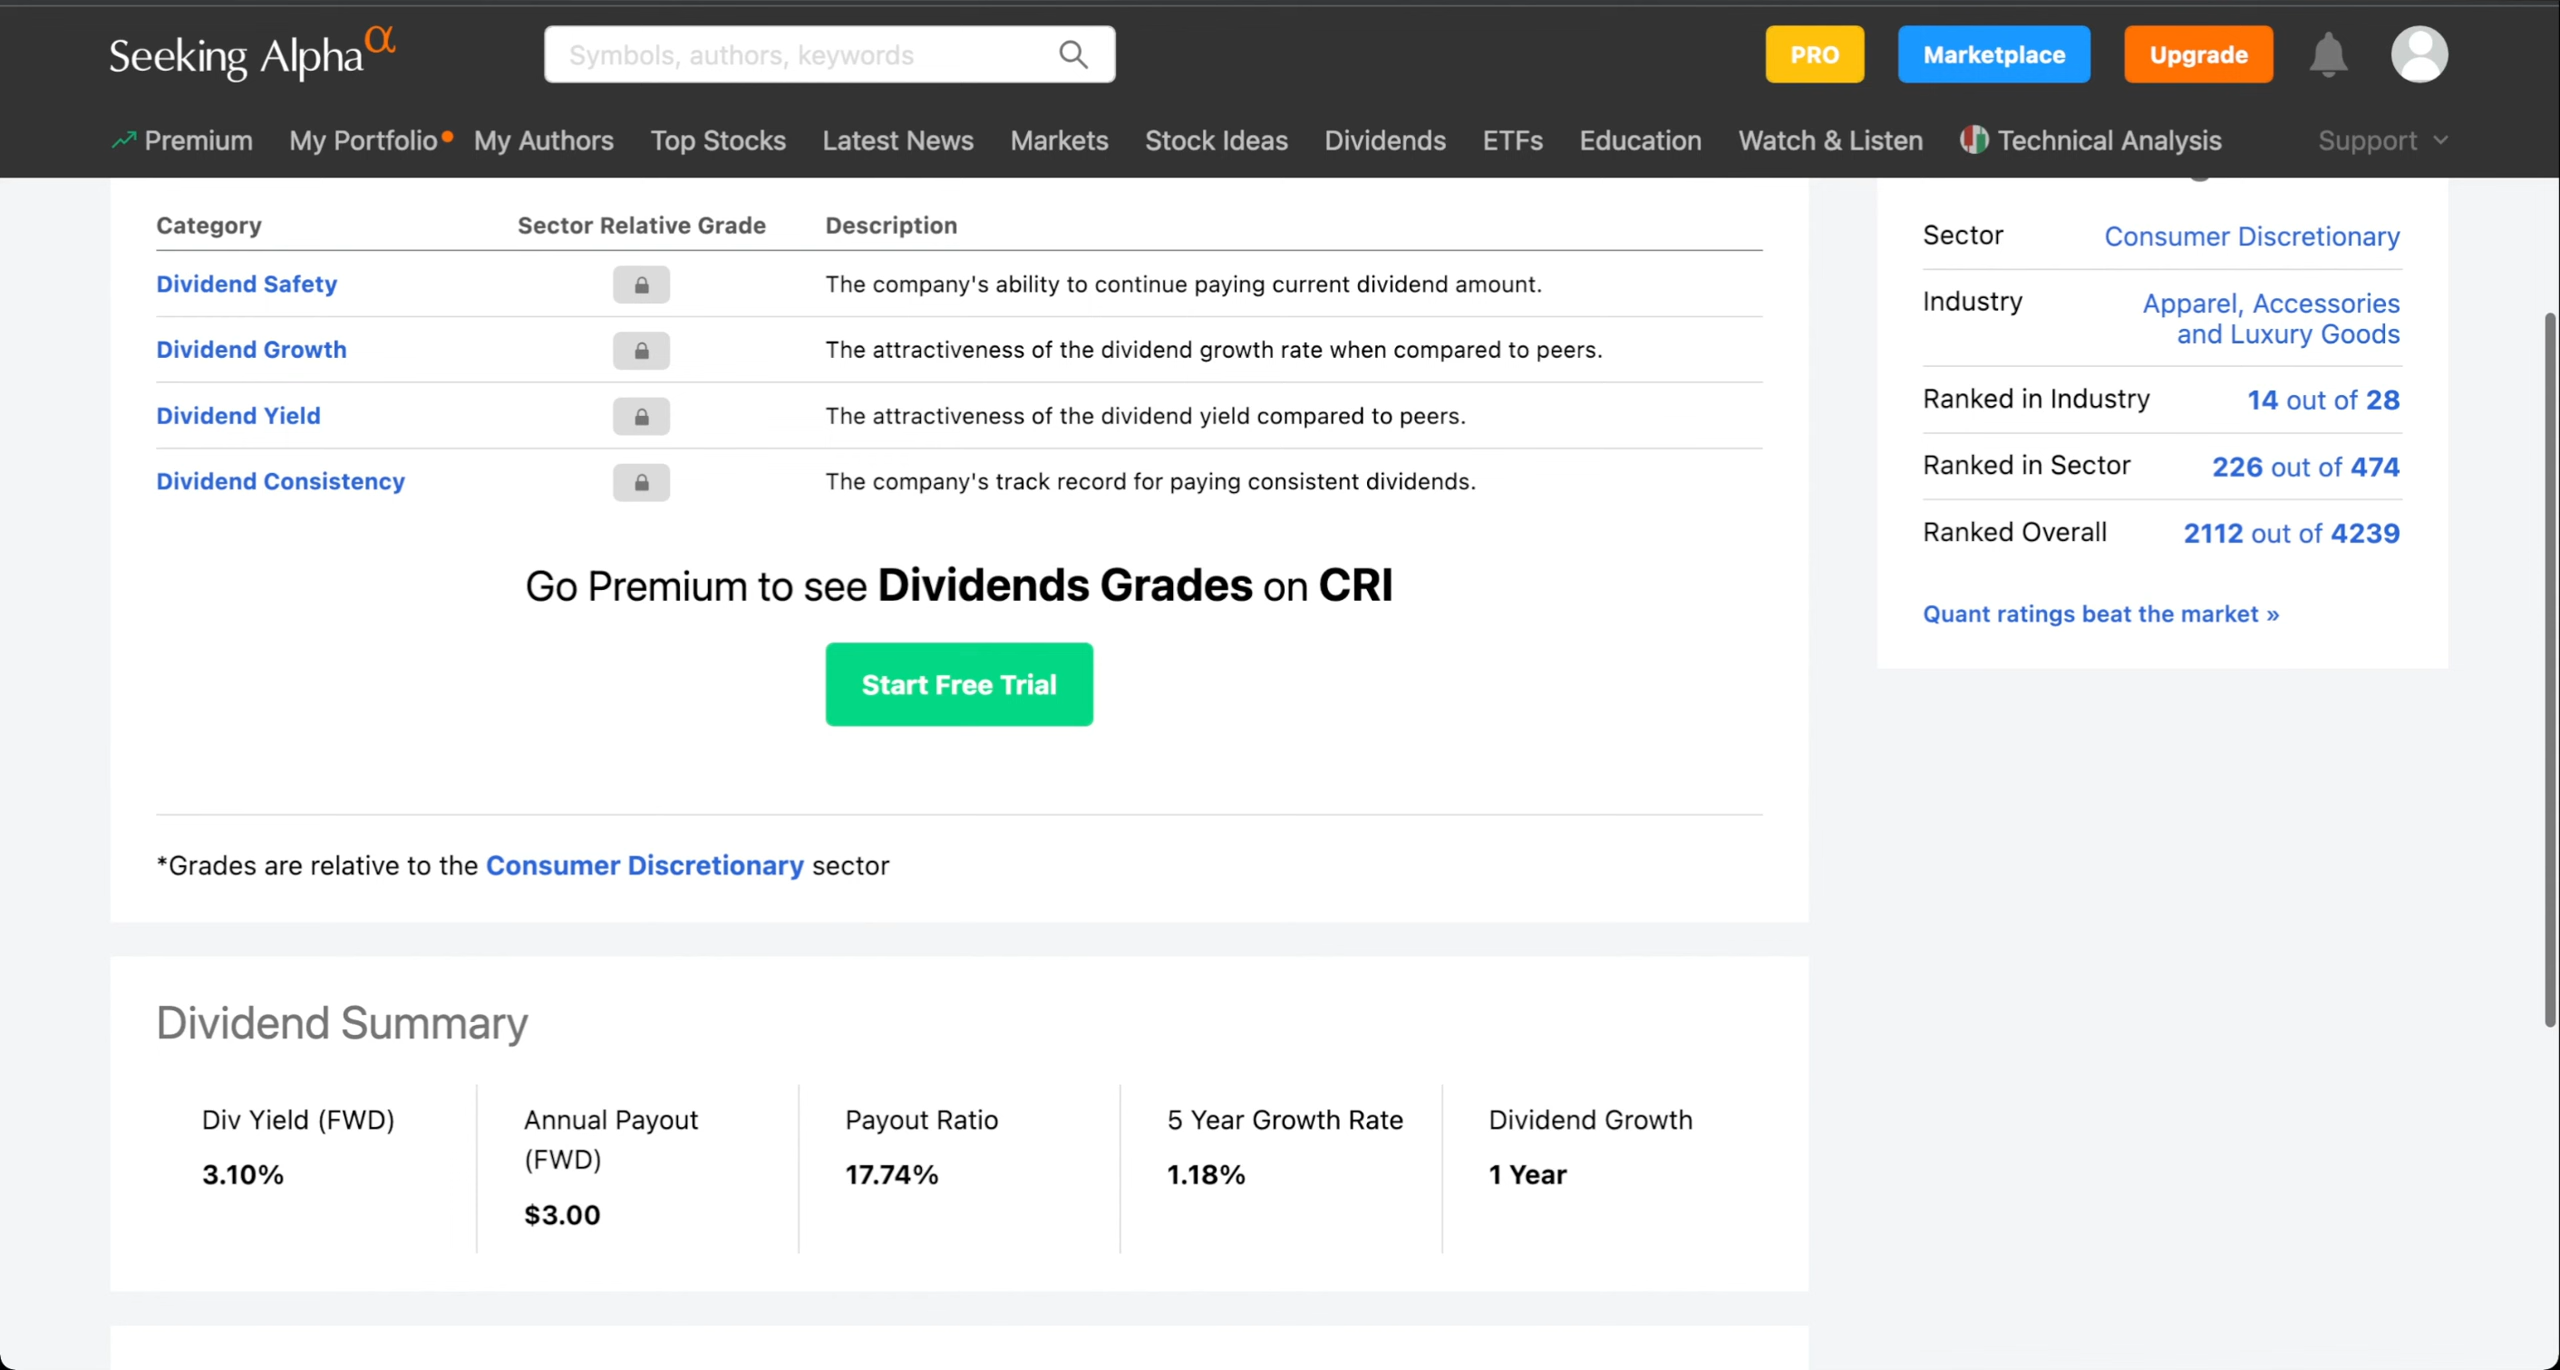 Seeking Alpha α
Symbols, authors, keywords
PRO
Marketplace
Upgrade
Premium
My Portfolio
My Authors
Top Stocks
Latest News
Markets
Stock Ideas
Dividends
ETFs
Education
Watch & Listen
Technical Analysis
Support
Category Sector Relative Grade Description
Dividend Safety The company's ability to continue paying current dividend amount.
Dividend Growth The attractiveness of the dividend growth rate when compared to peers.
Dividend Yield The attractiveness of the dividend yield compared to peers.
Dividend Consistency The company's track record for paying consistent dividends.
Go Premium to see Dividends Grades on CRI
Start Free Trial
*Grades are relative to the Consumer Discretionary sector
Sector Consumer Discretionary
Industry Apparel, Accessories
and Luxury Goods
Ranked in Industry 14 out of 28
Ranked in Sector 226 out of 474
Ranked Overall 2112 out of 4239
Quant ratings beat the market »
Dividend Summary
Div Yield (FWD)
3.10%
Annual Payout
(FWD)
$3.00
Payout Ratio
17.74%
5 Year Growth Rate
1.18%
Dividend Growth
1 Year